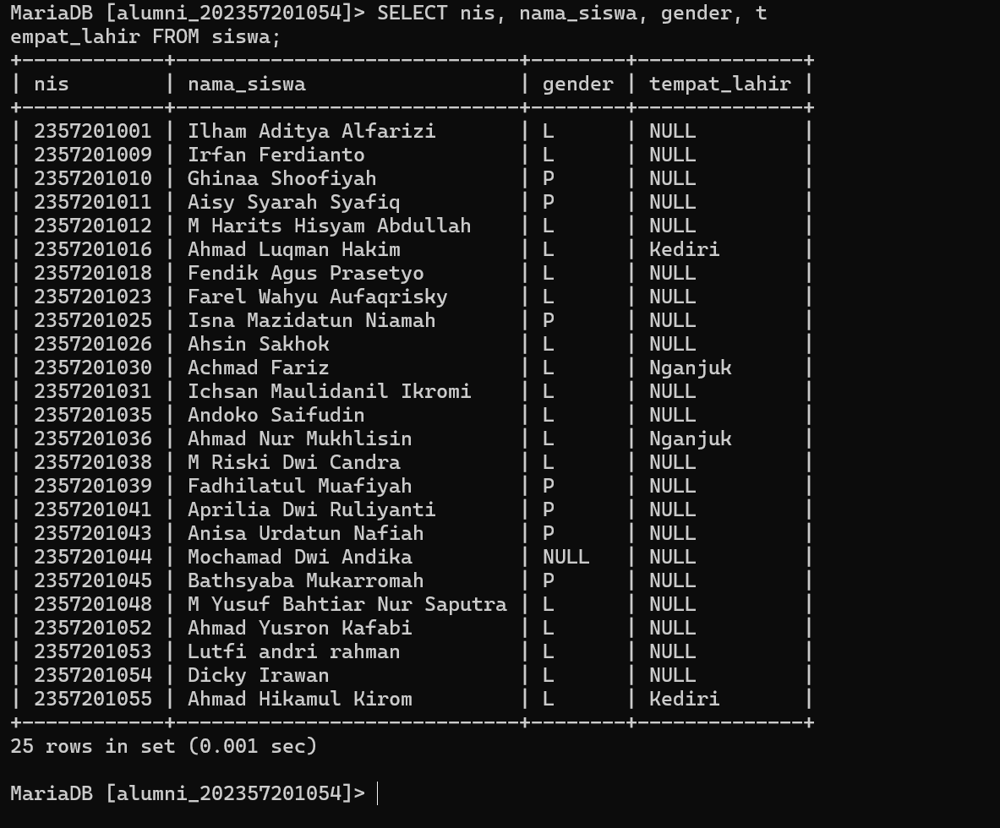 MariaDB [alumni_202357201054]> SELECT nis, nama_siswa, gender, t
empat_lahir FROM siswa;
+------------+-----------------------------+--------+--------------+
| nis        | nama_siswa                  | gender | tempat_lahir |
+------------+-----------------------------+--------+--------------+
| 2357201001 | Ilham Aditya Alfarizi       | L      | NULL         |
| 2357201009 | Irfan Ferdianto             | L      | NULL         |
| 2357201010 | Ghinaa Shoofiyah            | P      | NULL         |
| 2357201011 | Aisy Syarah Syafiq          | P      | NULL         |
| 2357201012 | M Harits Hisyam Abdullah    | L      | NULL         |
| 2357201016 | Ahmad Luqman Hakim          | L      | Kediri       |
| 2357201018 | Fendik Agus Prasetyo        | L      | NULL         |
| 2357201023 | Farel Wahyu Aufaqrisky      | L      | NULL         |
| 2357201025 | Isna Mazidatun Niamah       | P      | NULL         |
| 2357201026 | Ahsin Sakhok                | L      | NULL         |
| 2357201030 | Achmad Fariz                | L      | Nganjuk      |
| 2357201031 | Ichsan Maulidanil Ikromi    | L      | NULL         |
| 2357201035 | Andoko Saifudin             | L      | NULL         |
| 2357201036 | Ahmad Nur Mukhlisin         | L      | Nganjuk      |
| 2357201038 | M Riski Dwi Candra          | L      | NULL         |
| 2357201039 | Fadhilatul Muafiyah         | P      | NULL         |
| 2357201041 | Aprilia Dwi Ruliyanti       | P      | NULL         |
| 2357201043 | Anisa Urdatun Nafiah        | P      | NULL         |
| 2357201044 | Mochamad Dwi Andika         | NULL   | NULL         |
| 2357201045 | Bathsyaba Mukarromah        | P      | NULL         |
| 2357201048 | M Yusuf Bahtiar Nur Saputra | L      | NULL         |
| 2357201052 | Ahmad Yusron Kafabi         | L      | NULL         |
| 2357201053 | Lutfi andri rahman          | L      | NULL         |
| 2357201054 | Dicky Irawan                | L      | NULL         |
| 2357201055 | Ahmad Hikamul Kirom         | L      | Kediri       |
+------------+-----------------------------+--------+--------------+
25 rows in set (0.001 sec)
MariaDB [alumni_202357201054]>